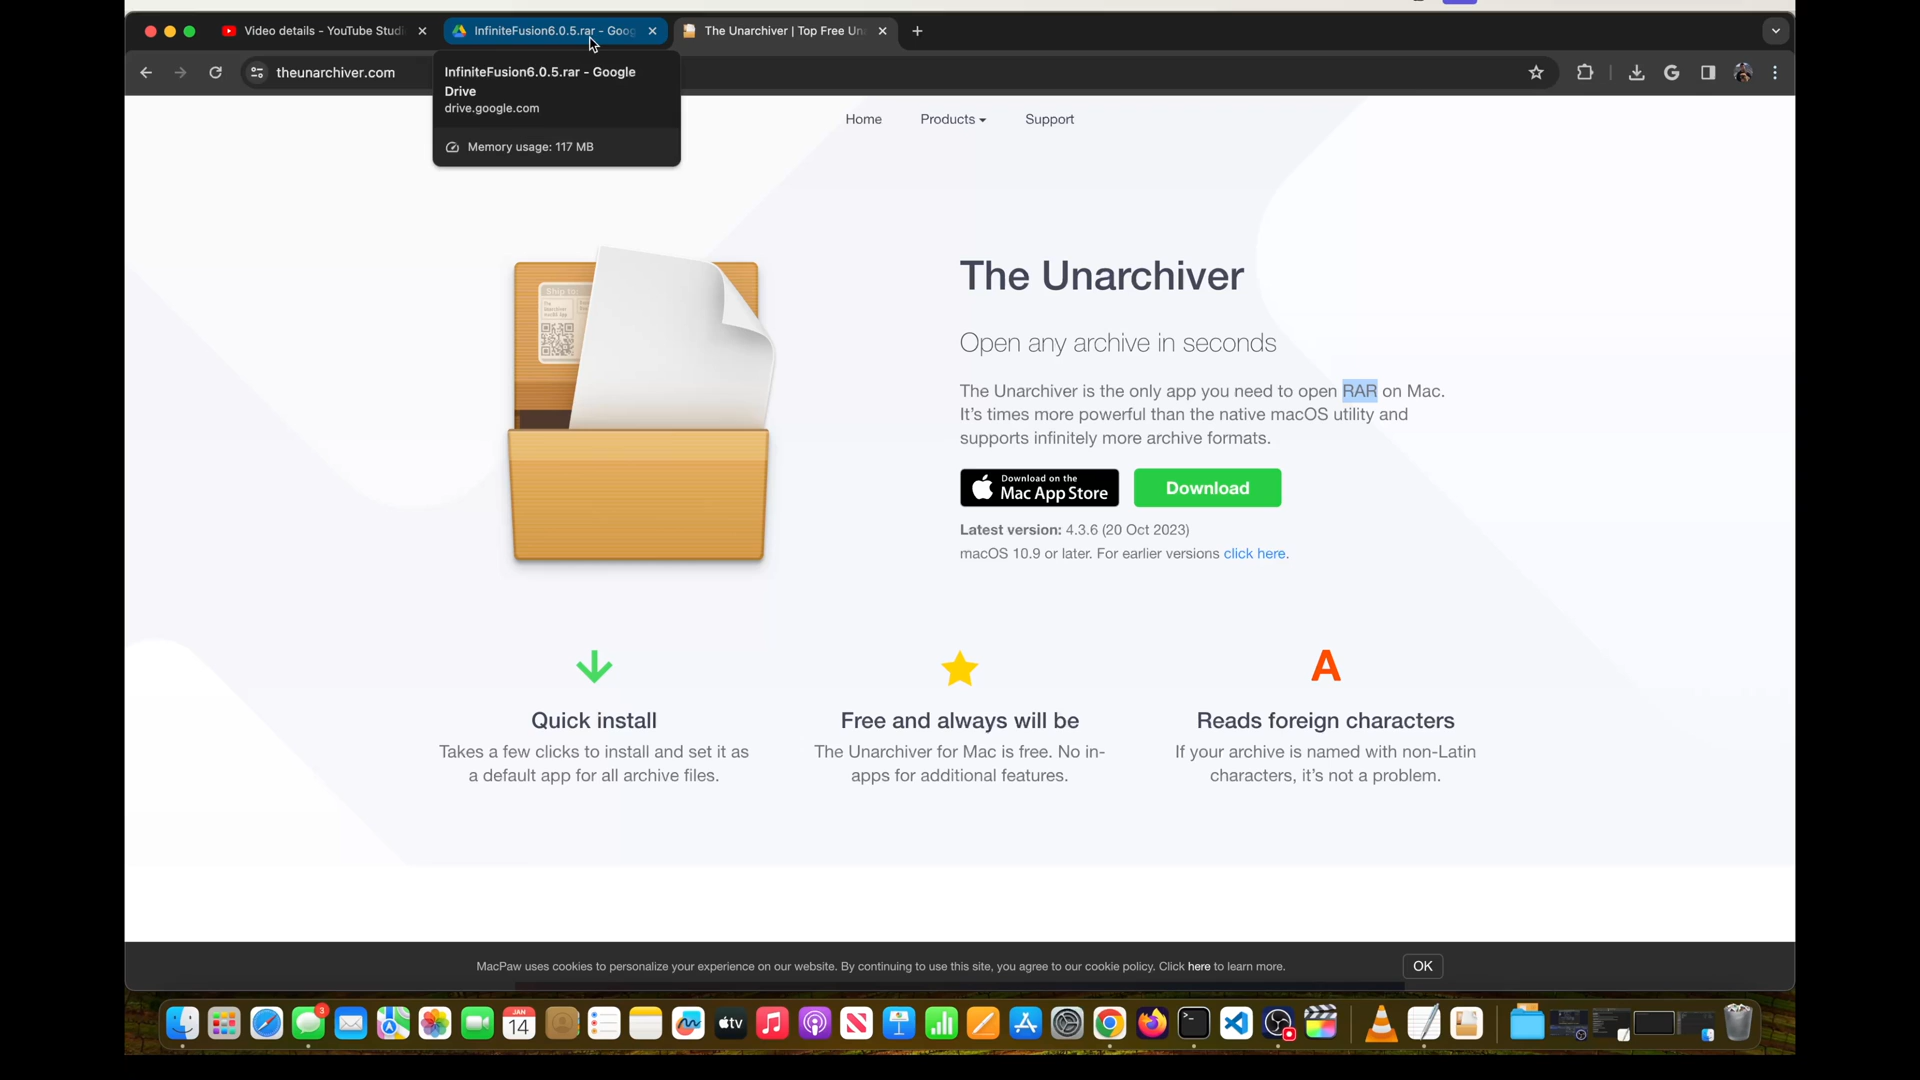 Video details - YouTube Studi
InfiniteFusion6.0.5.rar - Goog
The Unarchiver | Top Free Un
theunarchiver.com
InfiniteFusion6.0.5.rar - Google
Drive
drive.google.com
Memory usage: 117 MB
Home
Products
Support
Ship to:
The Unarchiver
Open any archive in seconds
The Unarchiver is the only app you need to open RAR on Mac.
It’s times more powerful than the native macOS utility and
supports infinitely more archive formats.
Download on the
Mac App Store
Download
Latest version: 4.3.6 (20 Oct 2023)
macOS 10.9 or later. For earlier versions click here.
A
Quick install
Takes a few clicks to install and set it as
a default app for all archive files.
Free and always will be
The Unarchiver for Mac is free. No in-
apps for additional features.
Reads foreign characters
If your archive is named with non-Latin
characters, it’s not a problem.
MacPaw uses cookies to personalize your experience on our website. By continuing to use this site, you agree to our cookie policy. Click here to learn more.
OK
3
JAN
14
tv